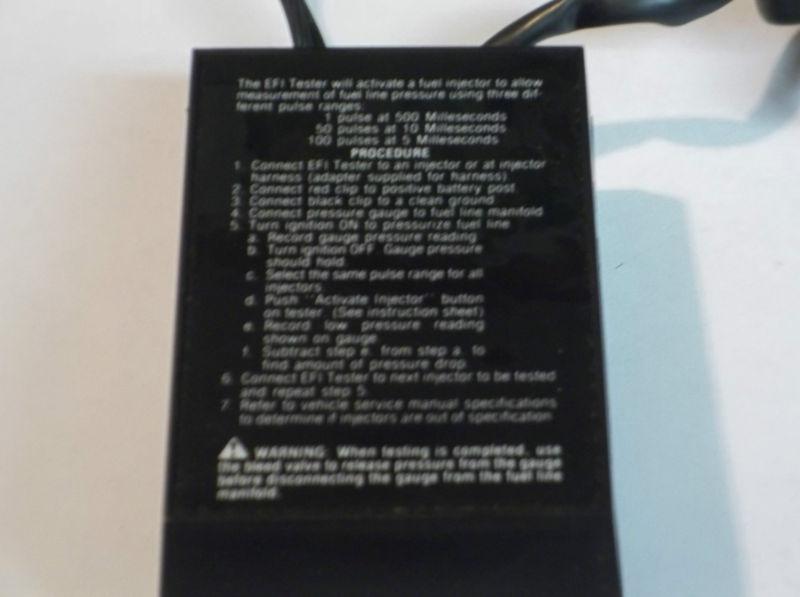 The EFI Tester will activate a fuel injector to allow
measurement of fuel line pressure using three dif-
ferent pulse ranges:
1 pulse at 500 Milleseconds
50 pulses at 10 Milleseconds
100 pulses at 5 Milleseconds
PROCEDURE
1. Connect EFI Tester to an injector or at injector
harness (adapter supplied for harness).
2. Connect red clip to positive battery post.
3. Connect black clip to a clean ground.
4. Connect pressure gauge to fuel line manifold.
5. Turn ignition ON to pressurize fuel line
a. Record gauge pressure reading
b. Turn ignition OFF. Gauge pressure
should hold.
c. Select the same pulse range for all
injectors.
d. Push "Activate Injector" button
on tester. (See instruction sheet)
e. Record low pressure reading
shown on gauge.
f. Subtract step e. from step a. to
find amount of pressure drop.
6. Connect EFI Tester to next injector to be tested
and repeat step 5.
7. Refer to vehicle service manual specifications
to determine if injectors are out of specification.
WARNING: When testing is completed, use
the bleed valve to release pressure from the gauge
before disconnecting the gauge from the fuel line
manifold.